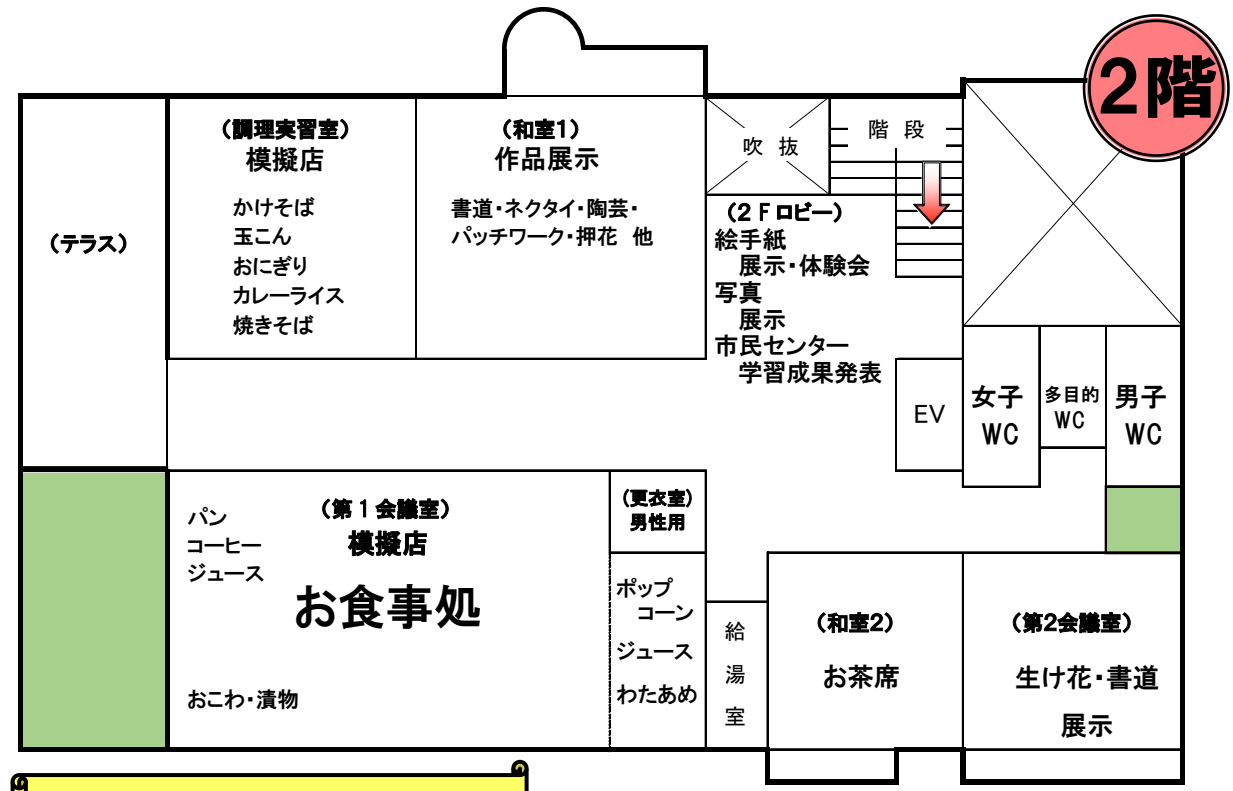 2階
(調理実習室)
模擬店
かけそば
玉こん
おにぎり
カレーライス
焼きそば
(和室1)
作品展示
書道・ネクタイ・陶芸・
パッチワーク・押花 他
吹 抜
階 段
(テラス)
(2Fロビー)
絵手紙
展示・体験会
写真
展示
市民センター
学習成果発表
EV
女子
WC
多目的
WC
男子
WC
(第1会議室)
模擬店
お食事処
パン
コーヒー
ジュース
おこわ・漬物
(更衣室)
男性用
ポップ
コーン
ジュース
わたあめ
給
湯
室
(和室2)
お茶席
(第2会議室)
生け花・書道
展示